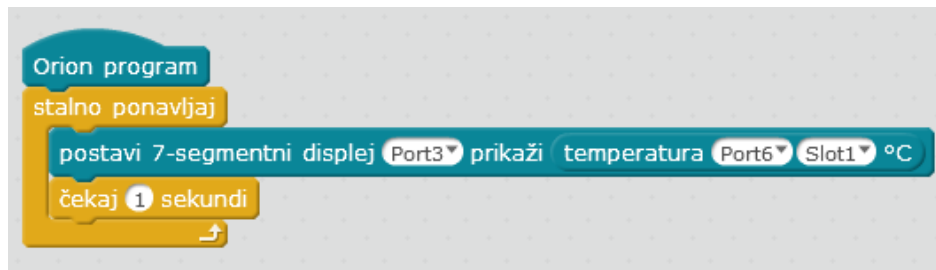 Orion program
stalno ponavljaj
postavi 7-segmentni displej Port3 prikaži temperatura Port6 Slot1 °C
čekaj 1 sekundi